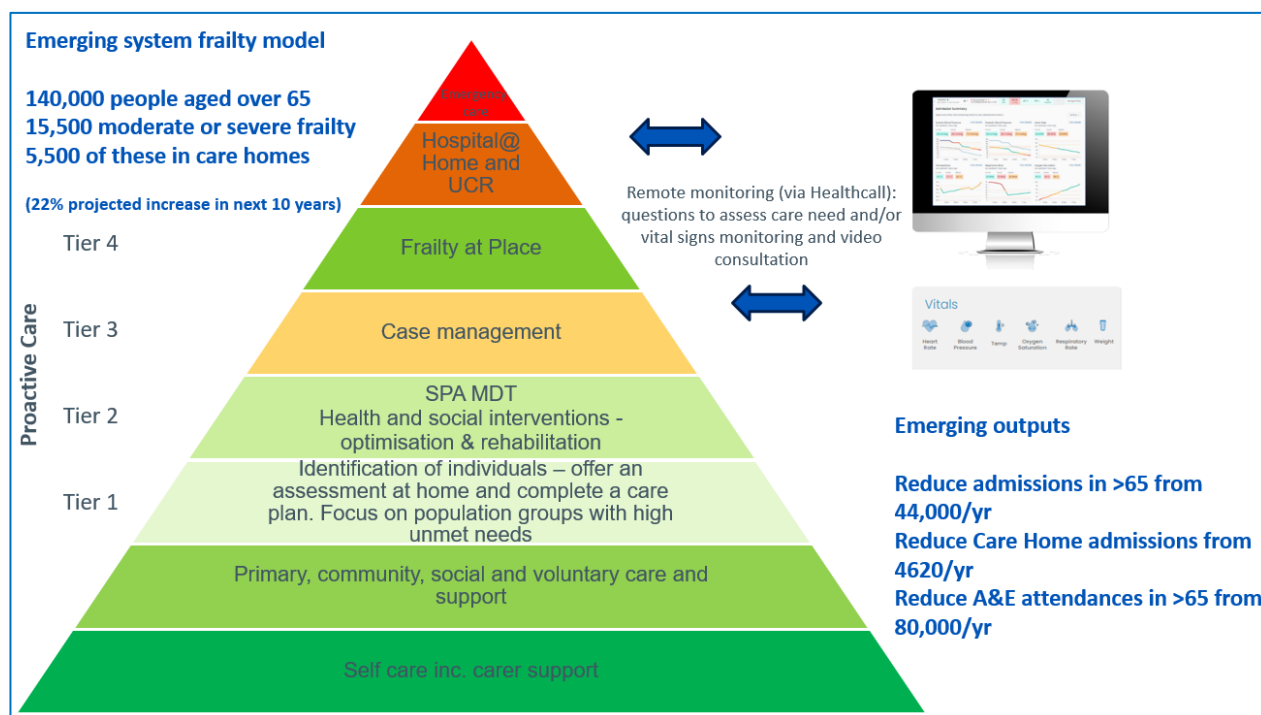 Emerging system frailty model
140,000 people aged over 65
15,500 moderate or severe frailty
5,500 of these in care homes
(22% projected increase in next 10 years)
Proactive Care
Tier 4
Tier 3
Tier 2
Tier 1
Emergency
care
Hospital@
Home and
UCR
Frailty at Place
Case management
SPA MDT
Health and social interventions -
optimisation & rehabilitation
Identification of individuals – offer an
assessment at home and complete a care
plan. Focus on population groups with high
unmet needs
Primary, community, social and voluntary care and
support
Self care inc. carer support
Remote monitoring (via Healthcall):
questions to assess care need and/or
vital signs monitoring and video
consultation
Vitals
Heart
Rate
Blood
Pressure
Temp
Oxygen
Saturation
Respiratory
Rate
Weight
Emerging outputs
Reduce admissions in >65 from
44,000/yr
Reduce Care Home admissions from
4620/yr
Reduce A&E attendances in >65 from
80,000/yr